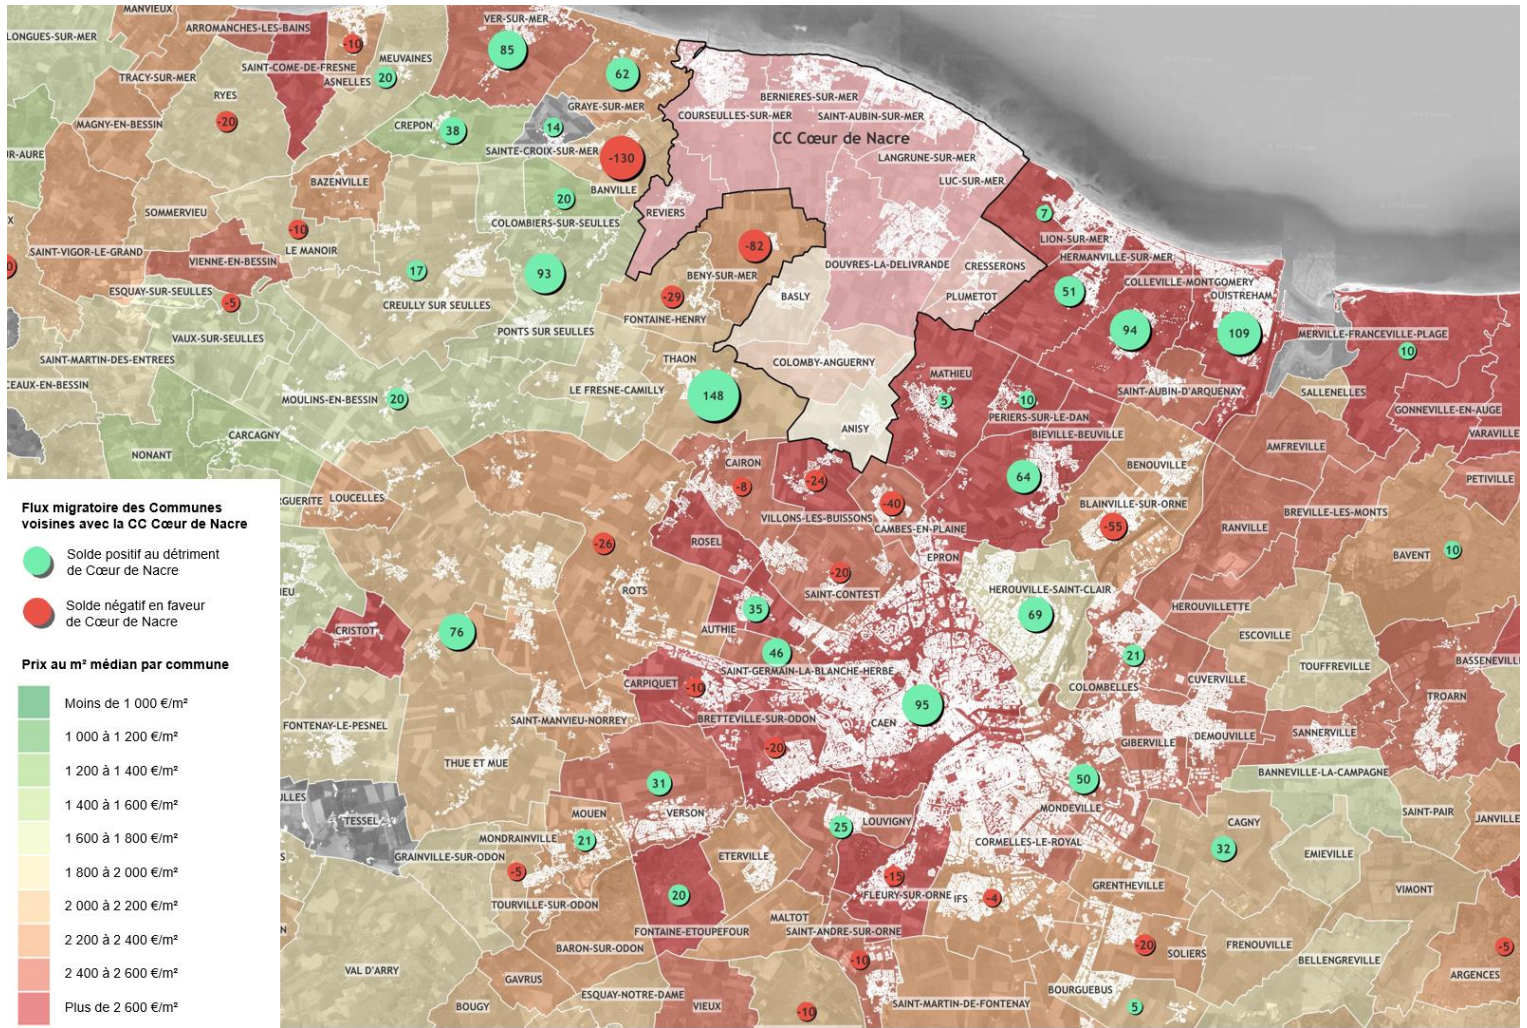 MANVIEUX
VER-SUR-MER
ARROMANCHES-LES-BAINS
LONGUES-SUR-MER
-10
85
MEUVAINES
SAINT-COME-DE-FRESNE
TRACY-SUR-MER
ASNELLES
20
62
RYES
GRAYE-SUR-MER
BERNIERES-SUR-MER
COURSEULLES-SUR-MER
SAINT-AUBIN-SUR-MER
MAGNY-EN-BESSIN
-20
CREPON
38
14
CC Cœur de Nacre
UR-AURE
SAINTE-CROIX-SUR-MER
-130
LANGRUNE-SUR-MER
BAZENVILLE
BANVILLE
LUC-SUR-MER
20
SOMMERVIEU
REVIERS
7
X
COLOMBIERS-SUR-SEULLES
-10
LION-SUR-MER
SAINT-VIGOR-LE-GRAND
LE MANOIR
-82
HERMANVILLE-SUR-MER
VIENNE-EN-BESSIN
0
17
93
BENY-SUR-MER
DOUVRES-LA-DELIVRANDE
CRESSERONS
COLLEVILLE-MONTGOMERY
ESQUAY-SUR-SEULLES
-5
CREULLY SUR SEULLES
-29
BASLY
PLUMETOT
51
OUISTREHAM
FONTAINE-HENRY
VAUX-SUR-SEULLES
PONTS SUR SEULLES
94
109
MERVILLE-FRANCEVILLE-PLAGE
10
SAINT-MARTIN-DES-ENTREES
THAON
COLOMBY-ANGUERNY
MATHIEU
CEAUX-EN-BESSIN
LE FRESNE-CAMILLY
SAINT-AUBIN-D'ARQUENAY
SALLENELLES
MOULINS-EN-BESSIN
20
148
5
10
GONNEVILLE-EN-AUGE
PERIERS-SUR-LE-DAN
CARCAGNY
ANISY
BIEVILLE-BEUVILLE
VARAVILLE
NONANT
AMFREVILLE
CAIRON
BENOUVILLE
64
PETIVILLE
-8
-24
RGUERITE
LOUCELLES
-40
BLAINVILLE-SUR-ORNE
BREVILLE-LES-MONTS
VILLONS-LES-BUISSONS
CAMBES-EN-PLAINE
-55
RANVILLE
ROSEL
-26
EPRON
BAVENT
10
-20
IEU
ROTS
SAINT-CONTEST
HEROUVILLE-SAINT-CLAIR
HEROUVILLETTE
35
69
CRISTOT
76
AUTHIE
ESCOVILLE
46
21
BASSENEVILLE
SAINT-GERMAIN-LA-BLANCHE-HERBE
TOUFFREVILLE
CARPIQUET
-10
COLOMBELLES
CUVERVILLE
TROARN
95
FONTENAY-LE-PESNEL
SAINT-MANVIEU-NORREY
BRETTEVILLE-SUR-ODON
CAEN
SANNERVILLE
DEMOUVILLE
-20
GIBERVILLE
THUE ET MUE
BANNEVILLE-LA-CAMPAGNE
31
50
ULLES
MOUEN
VERSON
MONDEVILLE
SAINT-PAIR
TESSEL
LOUVIGNY
CAGNY
JANVILLE
25
MONDRAINVILLE
21
CORMELLES-LE-ROYAL
32
GRAINVILLE-SUR-ODON
ETERVILLE
EMIEVILLE
-5
-15
GRENTHEVILLE
VIMONT
20
FLEURY-SUR-ORNE
IFS
-4
TOURVILLE-SUR-ODON
MALTOT
FONTAINE-ETOUPEFOUR
SAINT-ANDRE-SUR-ORNE
-20
FRENOUVILLE
-5
BARON-SUR-ODON
SOLIERS
BELLENGREVILLE
VAL D'ARRY
-10
GAVRUS
ARGENCES
BOURGUEBUS
ESQUAY-NOTRE-DAME
BOUGY
VIEUX
-10
SAINT-MARTIN-DE-FONTENAY
5
Flux migratoire des Communes
voisines avec la CC Cœur de Nacre
Solde positif au détriment
de Cœur de Nacre
Solde négatif en faveur
de Cœur de Nacre
Prix au m² médian par commune
Moins de 1 000 €/m²
1 000 à 1 200 €/m²
1 200 à 1 400 €/m²
1 400 à 1 600 €/m²
1 600 à 1 800 €/m²
1 800 à 2 000 €/m²
2 000 à 2 200 €/m²
2 200 à 2 400 €/m²
2 400 à 2 600 €/m²
Plus de 2 600 €/m²